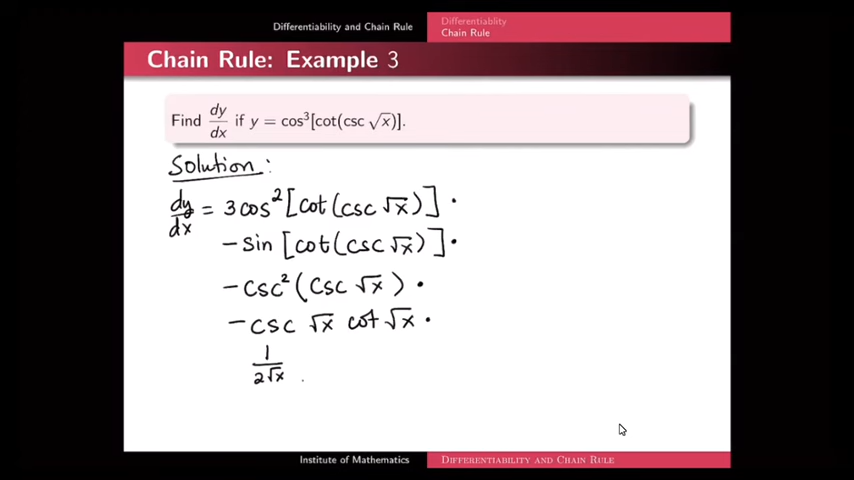 Differentiability and Chain Rule
Differentiablity
Chain Rule
Chain Rule: Example 3
Find dy/dx if y = cos³[cot(csc √x)].
Solution:
dy/dx = 3cos²[cot(csc √x)] ·
-sin [cot(csc √x)] ·
-csc²(csc √x) ·
-csc √x cot √x ·
1/2√x .
Institute of Mathematics
Differentiability and Chain Rule